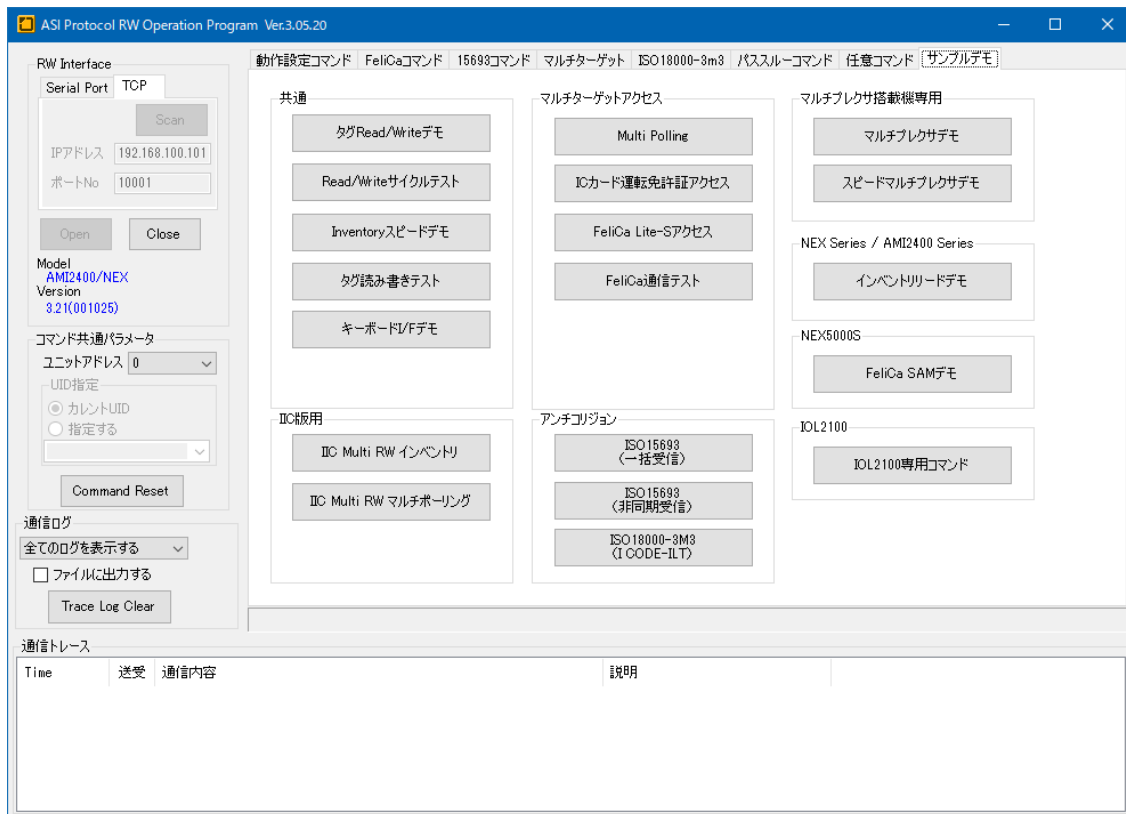 ASI Protocol RW Operation Program Ver.3.05.20
RW Interface
Serial Port TCP
Scan
IPアドレス 192.168.100.101
ポートNo 10001
Open Close
Model
AMI2400/NEX
Version
3.21(001025)
コマンド共通パラメータ
ユニットアドレス 0
UID指定
カレントUID
指定する
Command Reset
通信ログ
全てのログを表示する
ファイルに出力する
Trace Log Clear
動作設定コマンド FeliCaコマンド 15693コマンド マルチターゲット ISO18000-3m3 パススルーコマンド 任意コマンド サンプルデモ
共通
タグRead/Writeデモ
Read/Writeサイクルテスト
Inventoryスピードデモ
タグ読み書きテスト
キーボードI/Fデモ
IIC版用
IIC Multi RW インベントリ
IIC Multi RW マルチポーリング
マルチターゲットアクセス
Multi Polling
ICカード運転免許証アクセス
FeliCa Lite-Sアクセス
FeliCa通信テスト
アンチコリジョン
ISO15693
(一括受信)
ISO15693
(非同期受信)
ISO18000-3M3
(I CODE-ILT)
マルチプレクサ搭載機専用
マルチプレクサデモ
スピードマルチプレクサデモ
NEX Series / AMI2400 Series
インベントリリードデモ
NEX5000S
FeliCa SAMデモ
IOL2100
IOL2100専用コマンド
通信トレース
Time 送受 通信内容 説明